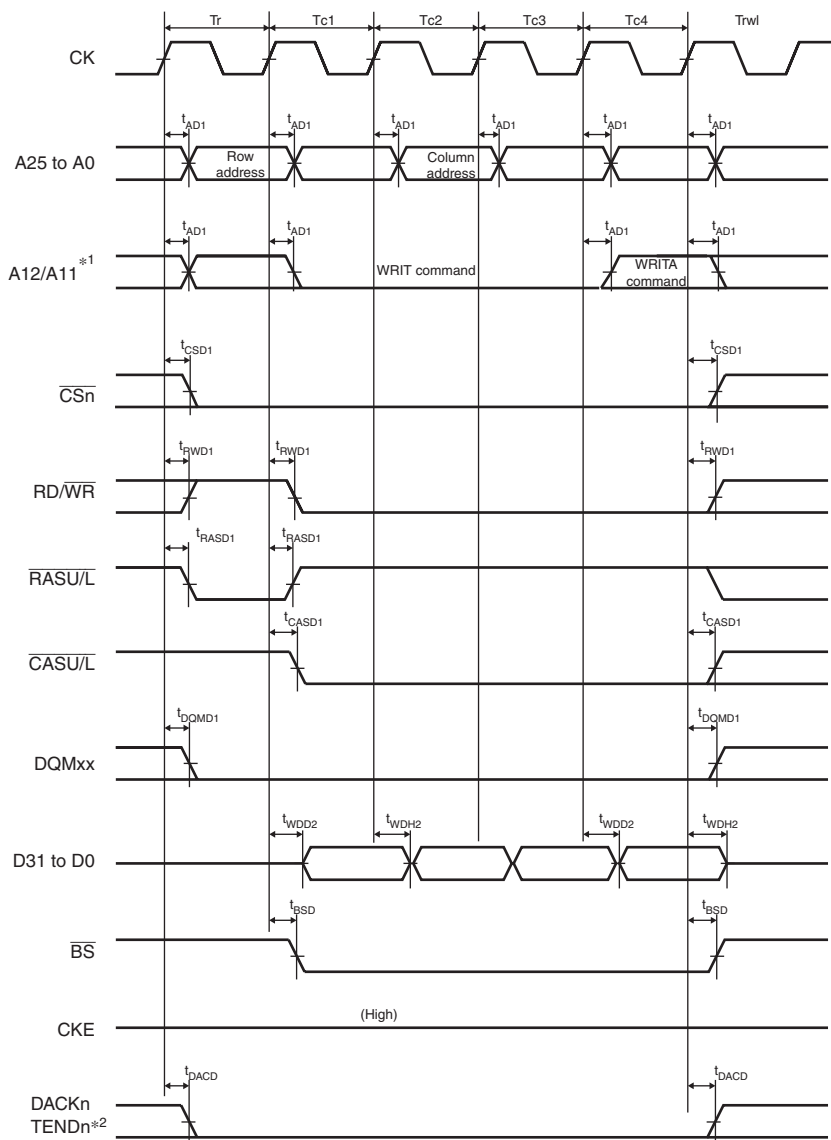 Tr Tc1 Tc2 Tc3 Tc4 Trwl
CK
tAD1 tAD1 tAD1 tAD1 tAD1 tAD1
A25 to A0
Row address
Column address
tAD1 tAD1 tAD1 tAD1
A12/A11*1
WRIT command
WRITA command
tCSD1 tCSD1
CSn
tRWD1 tRWD1 tRWD1
RD/WR
tRASD1 tRASD1
RASU/L
tCASD1 tCASD1
CASU/L
tDQMD1 tDQMD1
DQMxx
tWDD2 tWDH2 tWDD2 tWDH2
D31 to D0
tBSD tBSD
BS
(High)
CKE
tDACD tDACD
DACKn
TENDn*2